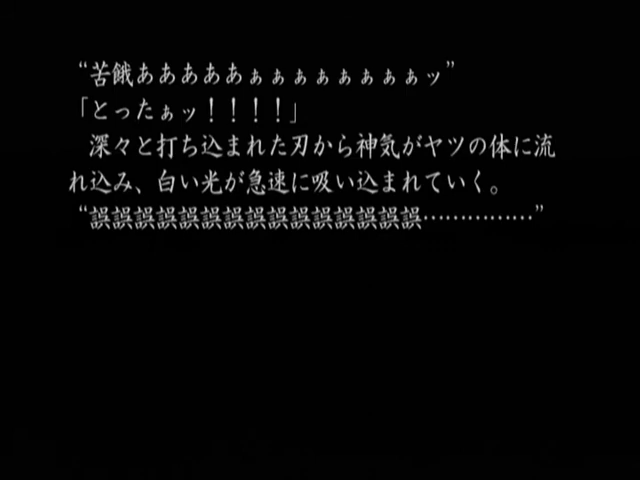 “苦餓あああああぁぁぁぁぁぁぁぁッ”
「とったぁッ！！！！」
　深々と打ち込まれた刃から神気がヤツの体に流
れ込み、白い光が急速に吸い込まれていく。
“誤誤誤誤誤誤誤誤誤誤誤誤誤誤誤……………”